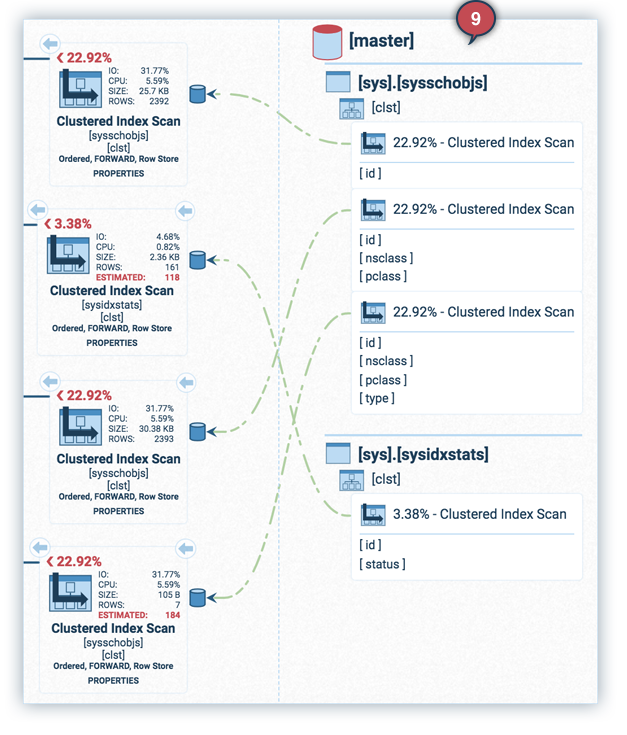 9
22.92%
IO: 31.77%
CPU: 5.59%
SIZE: 25.7 KB
ROWS: 2392
Clustered Index Scan
[sysschobjs]
[clst]
Ordered, FORWARD, Row Store
PROPERTIES
3.38%
IO: 4.68%
CPU: 0.82%
SIZE: 2.36 KB
ROWS: 161
ESTIMATED: 118
Clustered Index Scan
[sysidxstats]
[clst]
Ordered, FORWARD, Row Store
PROPERTIES
22.92%
IO: 31.77%
CPU: 5.59%
SIZE: 30.38 KB
ROWS: 2393
Clustered Index Scan
[sysschobjs]
[clst]
Ordered, FORWARD, Row Store
PROPERTIES
22.92%
IO: 31.77%
CPU: 5.59%
SIZE: 105 B
ROWS: 7
ESTIMATED: 184
Clustered Index Scan
[sysschobjs]
[clst]
Ordered, FORWARD, Row Store
PROPERTIES
[master]
[sys].[sysschobjs]
[clst]
22.92% - Clustered Index Scan
[ id ]
22.92% - Clustered Index Scan
[ id ]
[ nsclass ]
[ pclass ]
22.92% - Clustered Index Scan
[ id ]
[ nsclass ]
[ pclass ]
[ type ]
[sys].[sysidxstats]
[clst]
3.38% - Clustered Index Scan
[ id ]
[ status ]